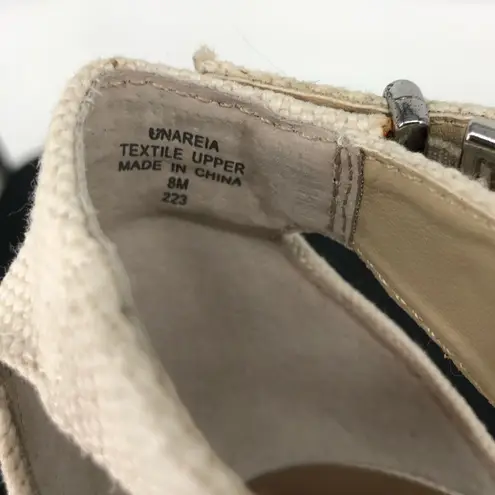 UNAREIA
TEXTILE UPPER
MADE IN CHINA
8M
223